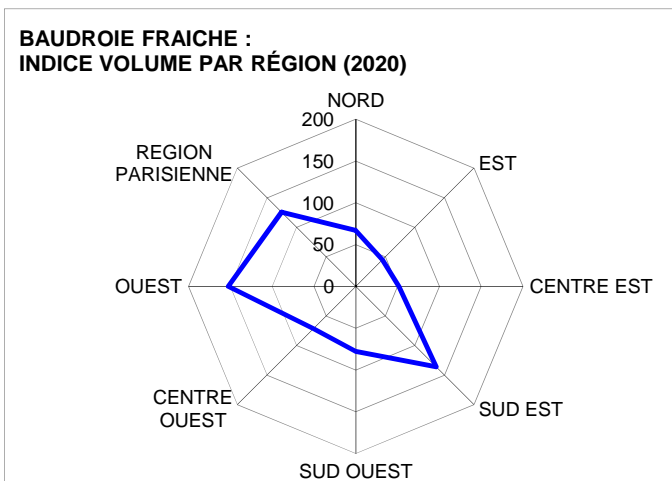 BAUDROIE FRAICHE :
INDICE VOLUME PAR RÉGION (2020)
NORD
200
150
100
50
0
REGION
PARISIENNE
EST
OUEST
CENTRE EST
CENTRE
OUEST
SUD EST
SUD OUEST